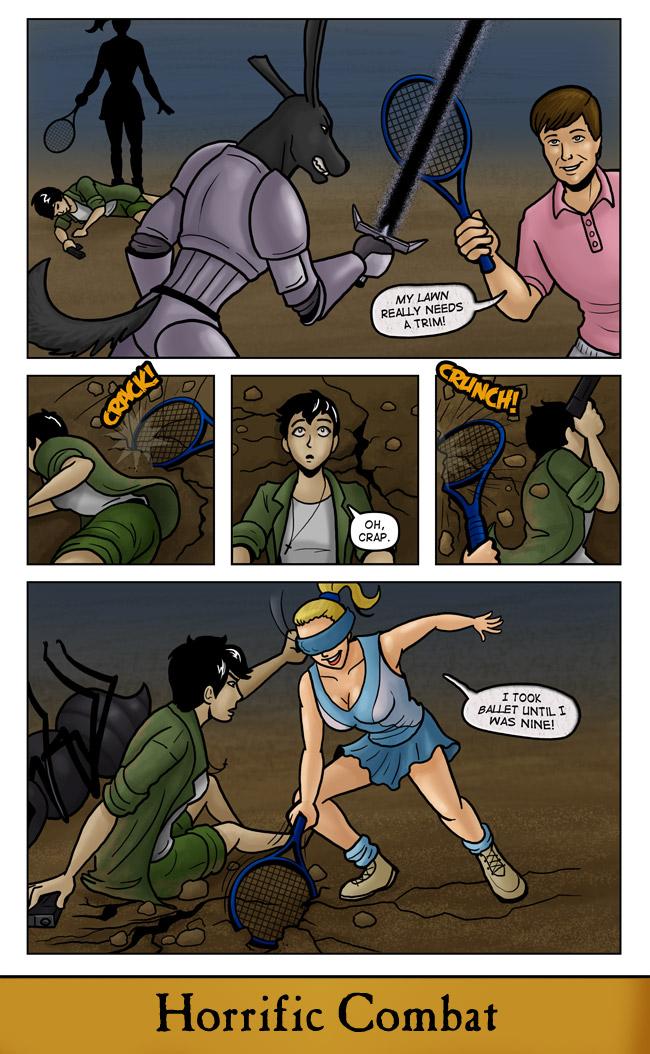 MY LAWN
REALLY NEEDS
A TRIM!
CRACK!
OH,
CRAP.
CRUNCH!
I TOOK
BALLET UNTIL I
WAS NINE!
Horrific Combat